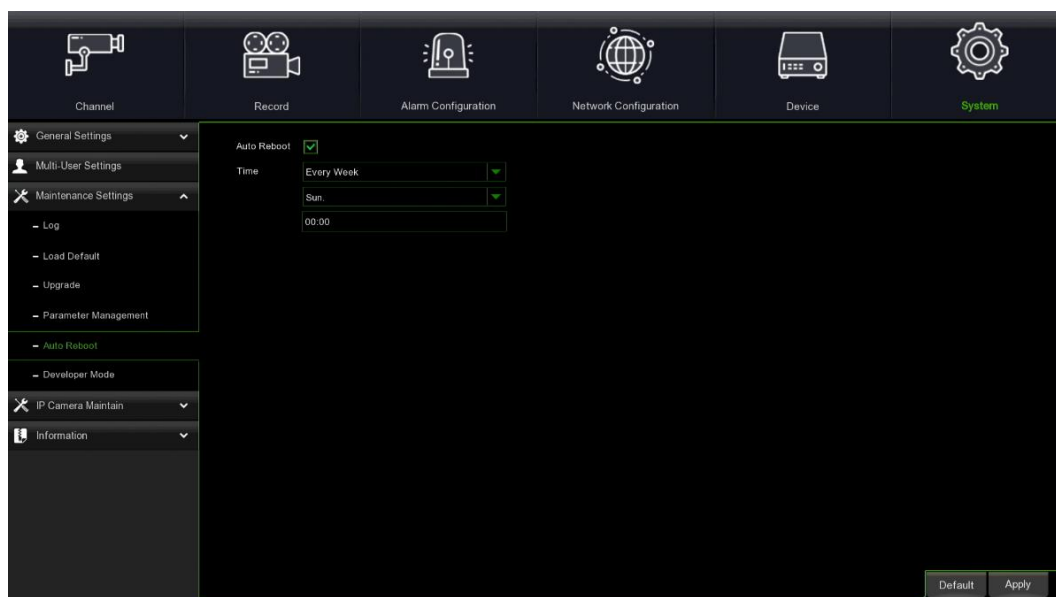 Channel Record Alarm Configuration Network Configuration Device System
General Settings
Multi-User Settings
Maintenance Settings
– Log
– Load Default
– Upgrade
– Parameter Management
– Auto Reboot
– Developer Mode
IP Camera Maintain
Information
Auto Reboot
Time Every Week
Sun.
00:00
Default Apply